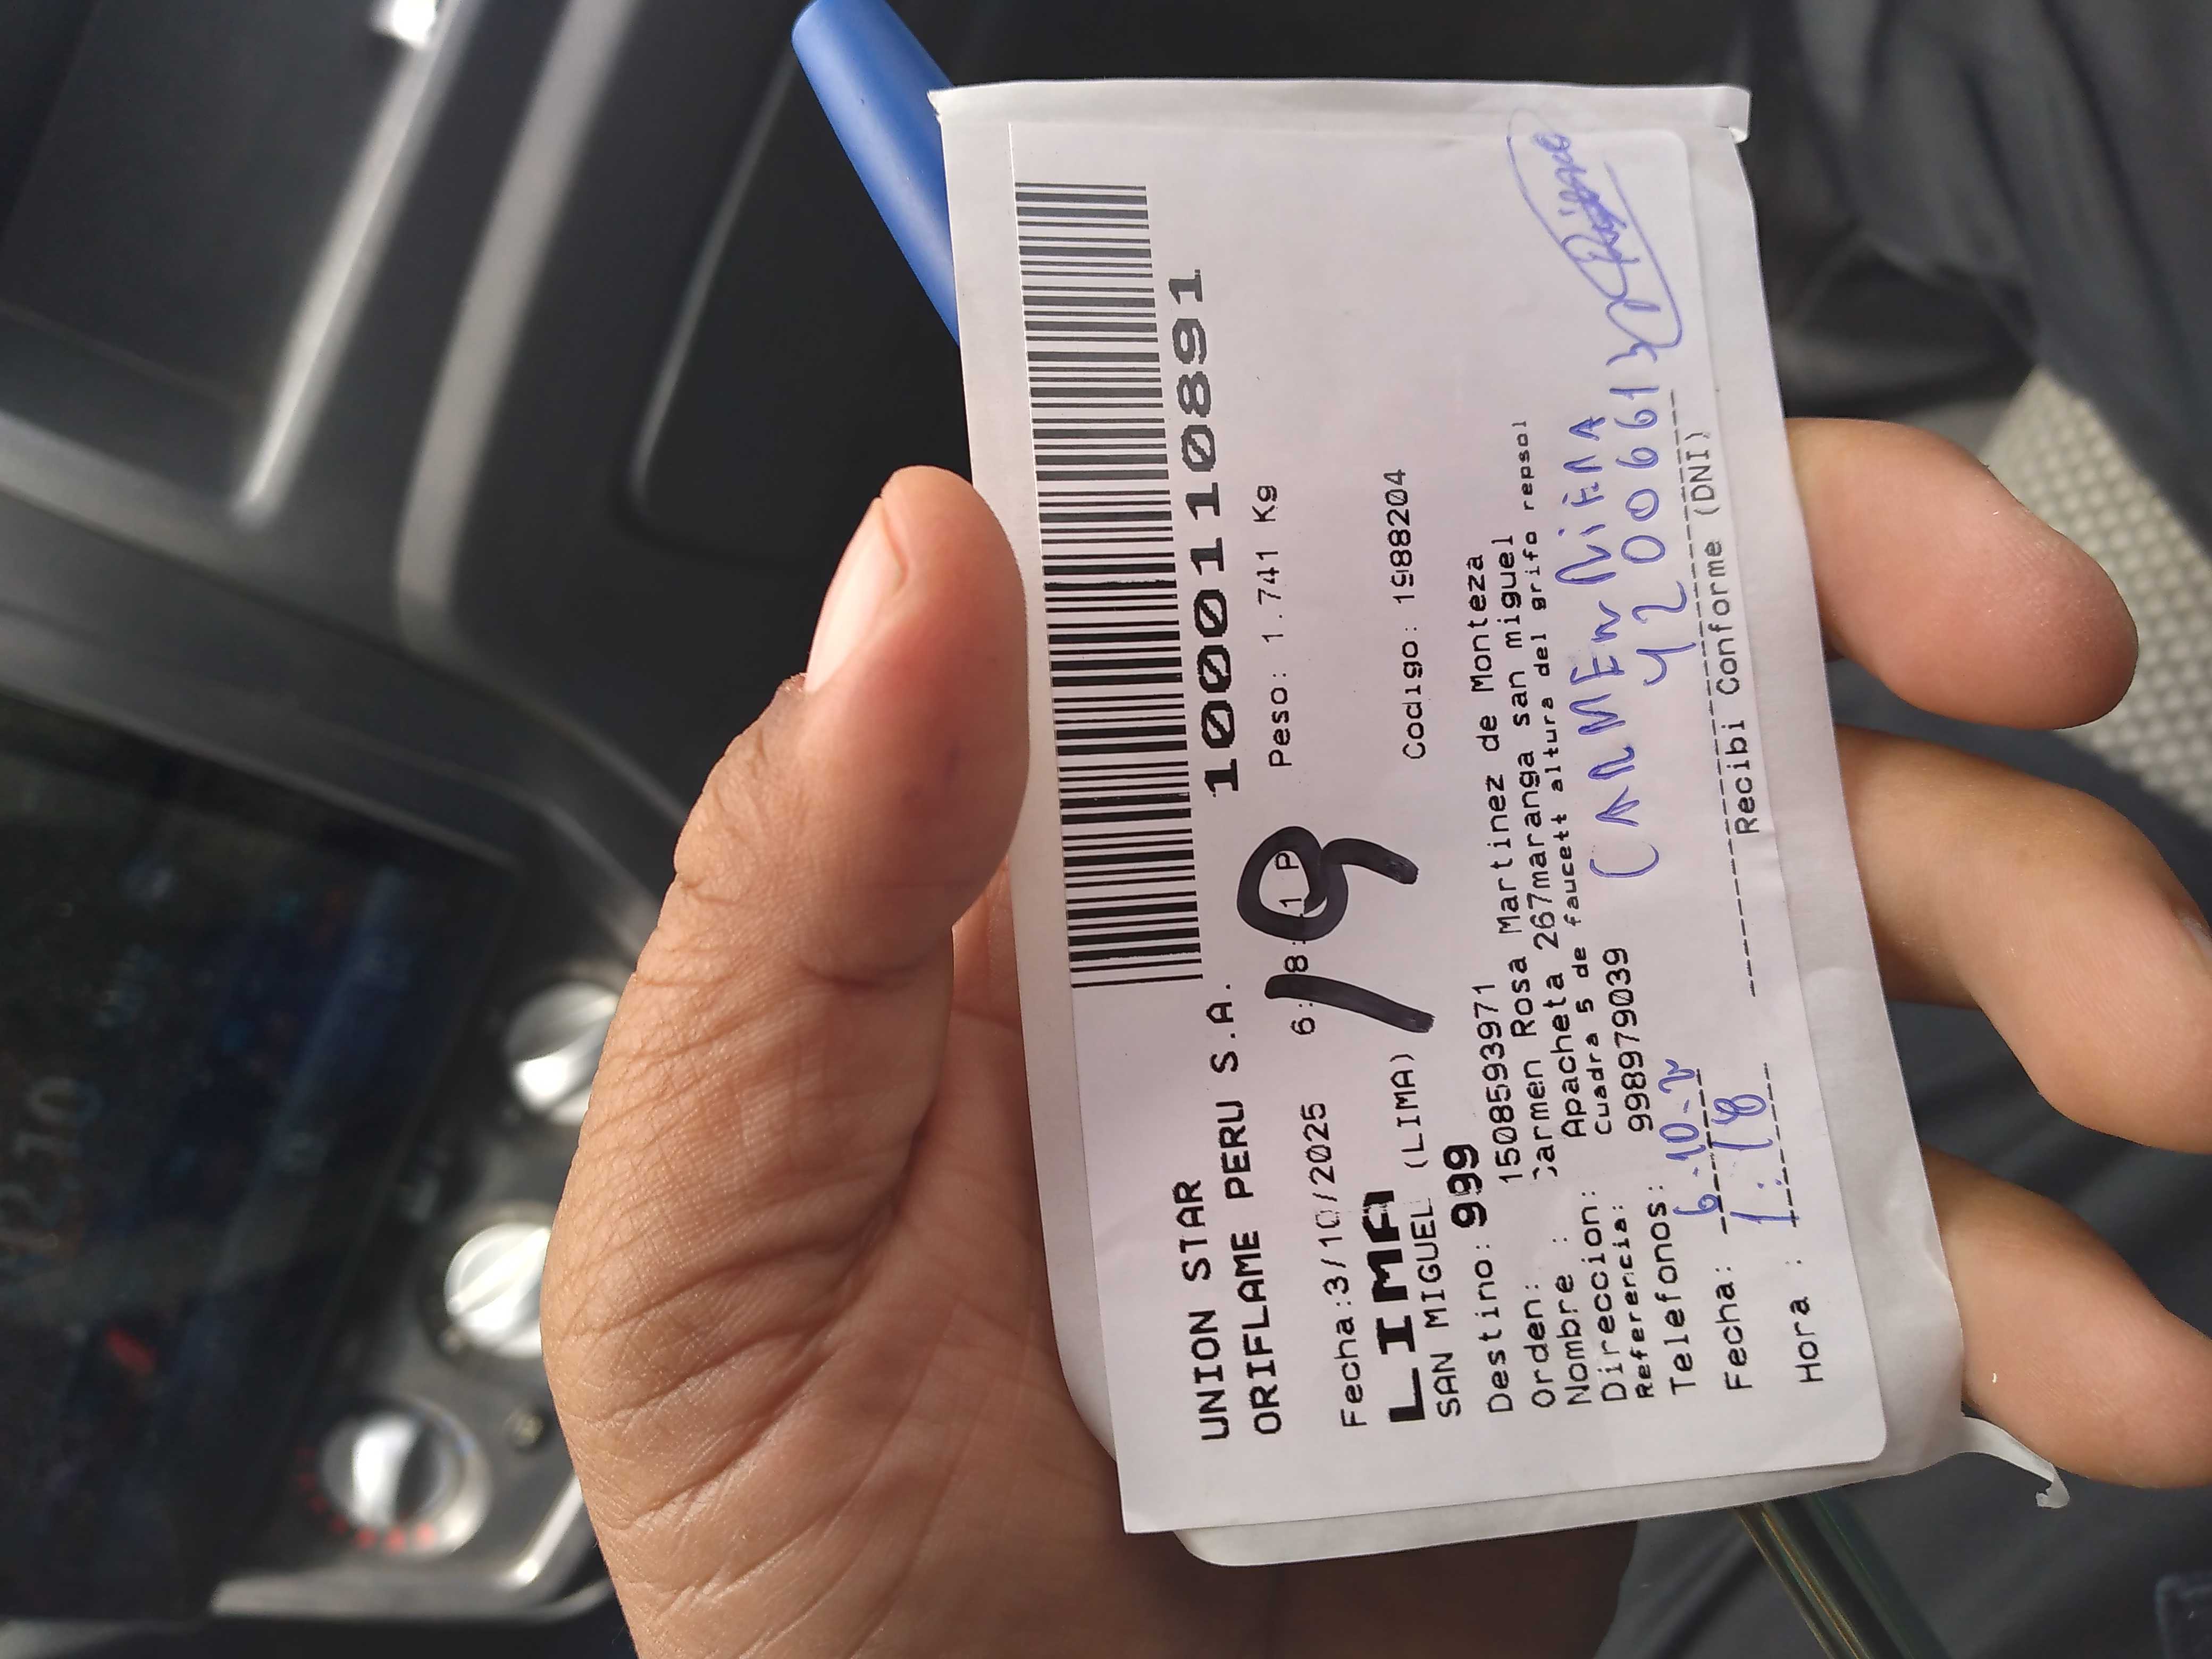 10001110891
UNION STAR
ORIFLAME PERU S.A.
Peso: 1.741 Kg
Fecha:3/10/2025
19
LIMA
SAN MIGUEL (LIMA)
Codigo: 1988204
Destino: 999
Orden: 1508593971
Nombre : Carmen Rosa Martinez de Monteza
Direccion: Apacheta 267maranga san miguel
Referencia: Cuadra 5 de faucett altura del grifo repsol
Telefonos: 998979039
CARMEN
Fecha: 6-10-2
Hora : 1:18
Recibi Conforme (DNI)